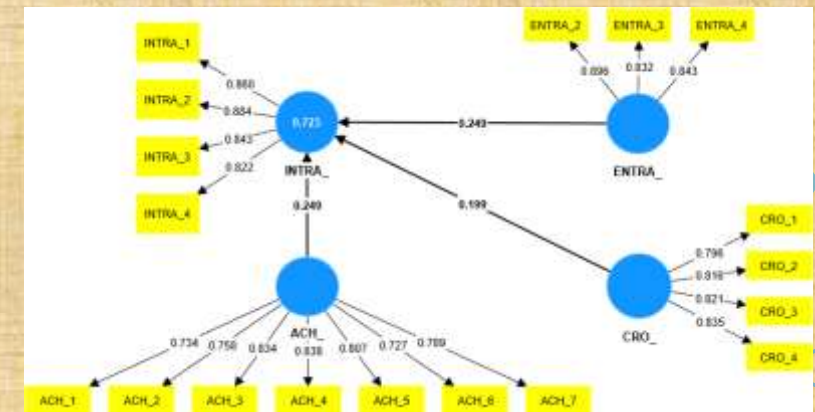 ENTRA_2
ENTRA_3
ENTRA_4
INTRA_1
INTRA_2
INTRA_3
INTRA_4
0.896
0.832
0.843
0.860
0.884
0.843
0.822
0.723
INTRA_
0.249
ENTRA_
0.249
0.199
CRO_1
CRO_2
CRO_3
CRO_4
0.796
0.816
0.821
0.835
CRO_
ACH_
0.734
0.758
0.834
0.838
0.807
0.727
0.789
ACH_1
ACH_2
ACH_3
ACH_4
ACH_5
ACH_6
ACH_7